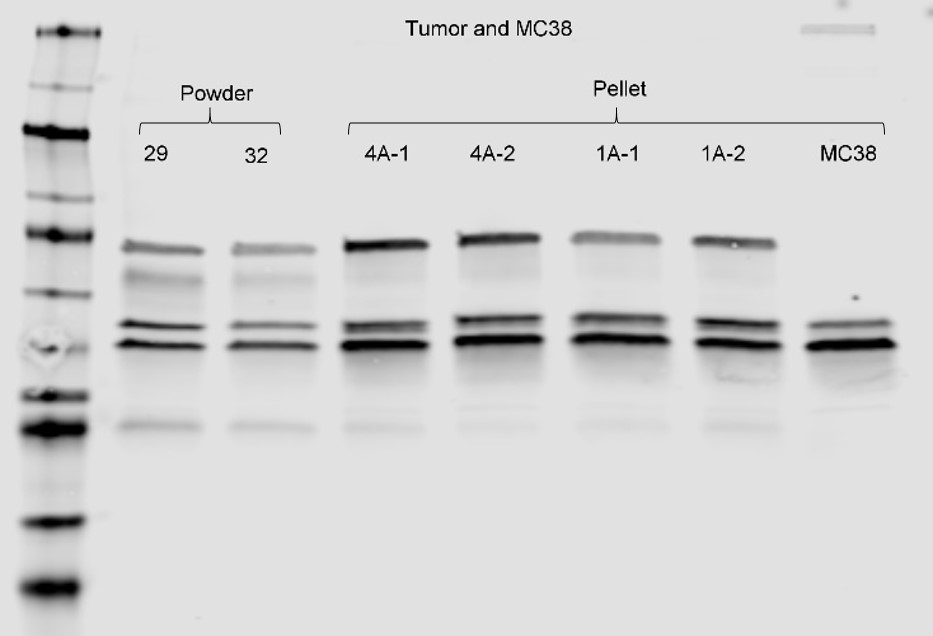 Tumor and MC38
Powder
Pellet
29
32
4A-1
4A-2
1A-1
1A-2
MC38